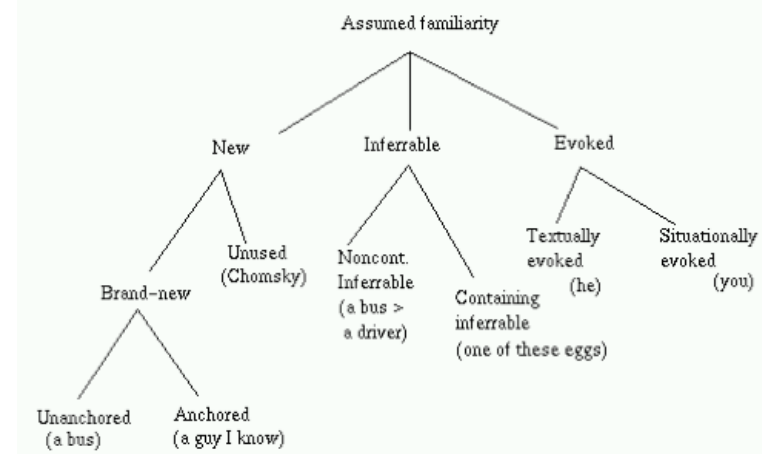 Assumed familiarity
New
Inferrable
Evoked
Unused
(Chomsky)
Brand-new
Noncont.
Inferrable
(a bus >
a driver)
Containing
inferrable
(one of these eggs)
Textually
evoked
(he)
Situationally
evoked
(you)
Unanchored
(a bus)
Anchored
(a guy I know)